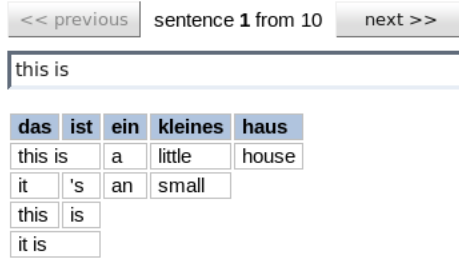 << previous sentence 1 from 10 next >>
this is
das ist ein kleines haus
this is a little house
it 's an small
this is
it is